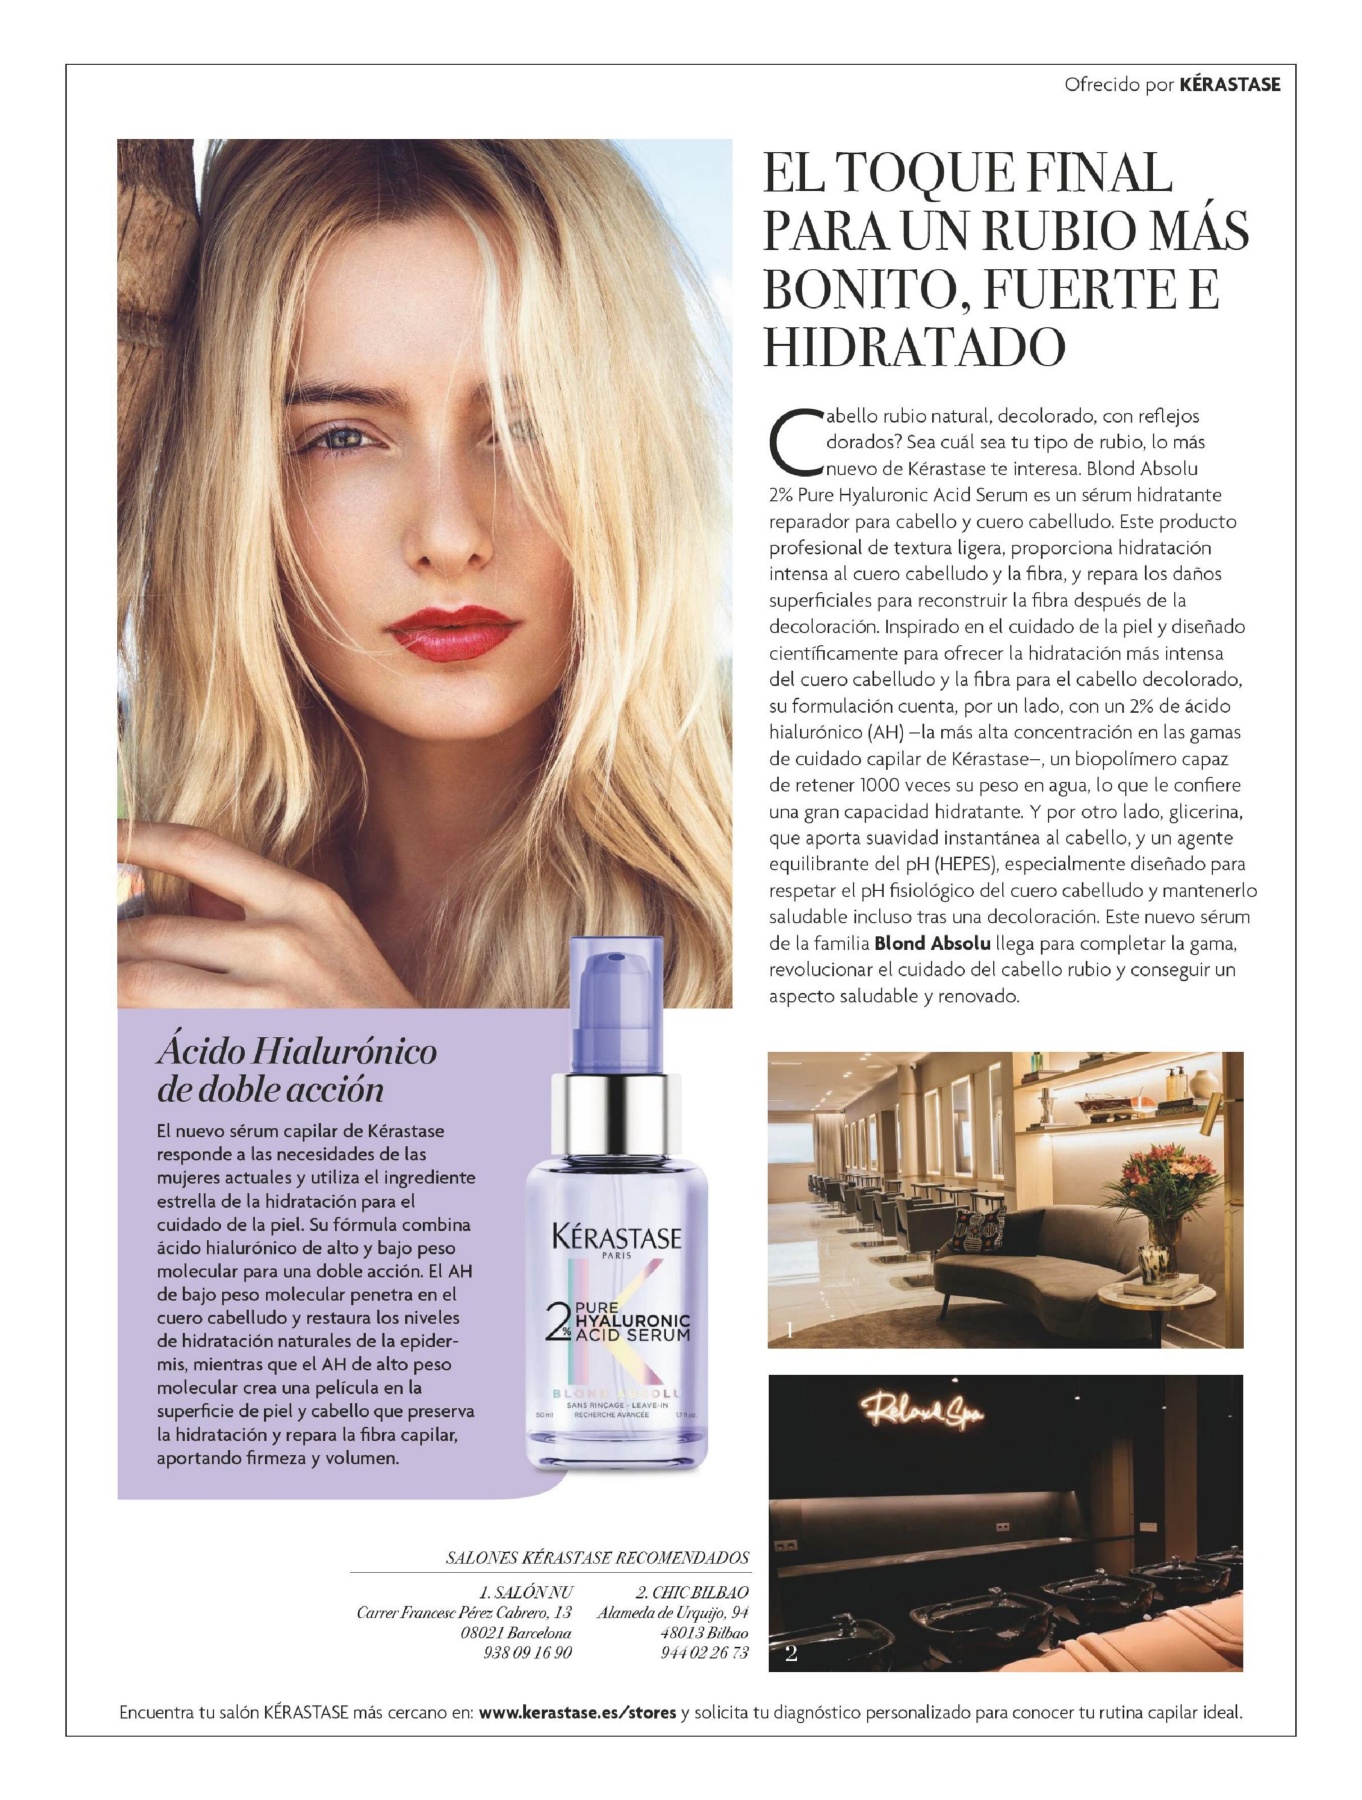 Ofrecido por KÉRASTASE
EL TOQUE FINAL
PARA UN RUBIO MÁS
BONITO, FUERTE E
HIDRATADO
Cabello rubio natural, decolorado, con reflejos
dorados? Sea cuál sea tu tipo de rubio, lo más
nuevo de Kérastase te interesa. Blond Absolu
2% Pure Hyaluronic Acid Serum es un sérum hidratante
reparador para cabello y cuero cabelludo. Este producto
profesional de textura ligera, proporciona hidratación
intensa al cuero cabelludo y la fibra, y repara los daños
superficiales para reconstruir la fibra después de la
decoloración. Inspirado en el cuidado de la piel y diseñado
científicamente para ofrecer la hidratación más intensa
del cuero cabelludo y la fibra para el cabello decolorado,
su formulación cuenta, por un lado, con un 2% de ácido
hialurónico (AH) –la más alta concentración en las gamas
de cuidado capilar de Kérastase–, un biopolímero capaz
de retener 1000 veces su peso en agua, lo que le confiere
una gran capacidad hidratante. Y por otro lado, glicerina,
que aporta suavidad instantánea al cabello, y un agente
equilibrante del pH (HEPES), especialmente diseñado para
respetar el pH fisiológico del cuero cabelludo y mantenerlo
saludable incluso tras una decoloración. Este nuevo sérum
de la familia Blond Absolu llega para completar la gama,
revolucionar el cuidado del cabello rubio y conseguir un
aspecto saludable y renovado.
Ácido Hialurónico
de doble acción
El nuevo sérum capilar de Kérastase
responde a las necesidades de las
mujeres actuales y utiliza el ingrediente
estrella de la hidratación para el
cuidado de la piel. Su fórmula combina
ácido hialurónico de alto y bajo peso
molecular para una doble acción. El AH
de bajo peso molecular penetra en el
cuero cabelludo y restaura los niveles
de hidratación naturales de la epider-
mis, mientras que el AH de alto peso
molecular crea una película en la
superficie de piel y cabello que preserva
la hidratación y repara la fibra capilar,
aportando firmeza y volumen.
KÉRASTASE
PARIS
K
2% PURE
HYALURONIC
ACID SERUM
BLOND ABSOLU
SANS RINÇAGE - LEAVE-IN
50 ml RECHERCHE AVANCÉE 1.7 fl.oz.
1
Relaxed Spa
2
SALONES KÉRASTASE RECOMENDADOS
1. SALÓN NU
Carrer Francesc Pérez Cabrero, 13
08021 Barcelona
938 09 16 90
2. CHIC BILBAO
Alameda de Urquijo, 94
48013 Bilbao
944 02 26 73
Encuentra tu salón KÉRASTASE más cercano en: www.kerastase.es/stores y solicita tu diagnóstico personalizado para conocer tu rutina capilar ideal.